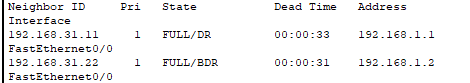 Neighbor ID     Pri   State           Dead Time   Address
Interface
192.168.31.11     1   FULL/DR         00:00:33    192.168.1.1
FastEthernet0/0
192.168.31.22     1   FULL/BDR        00:00:31    192.168.1.2
FastEthernet0/0